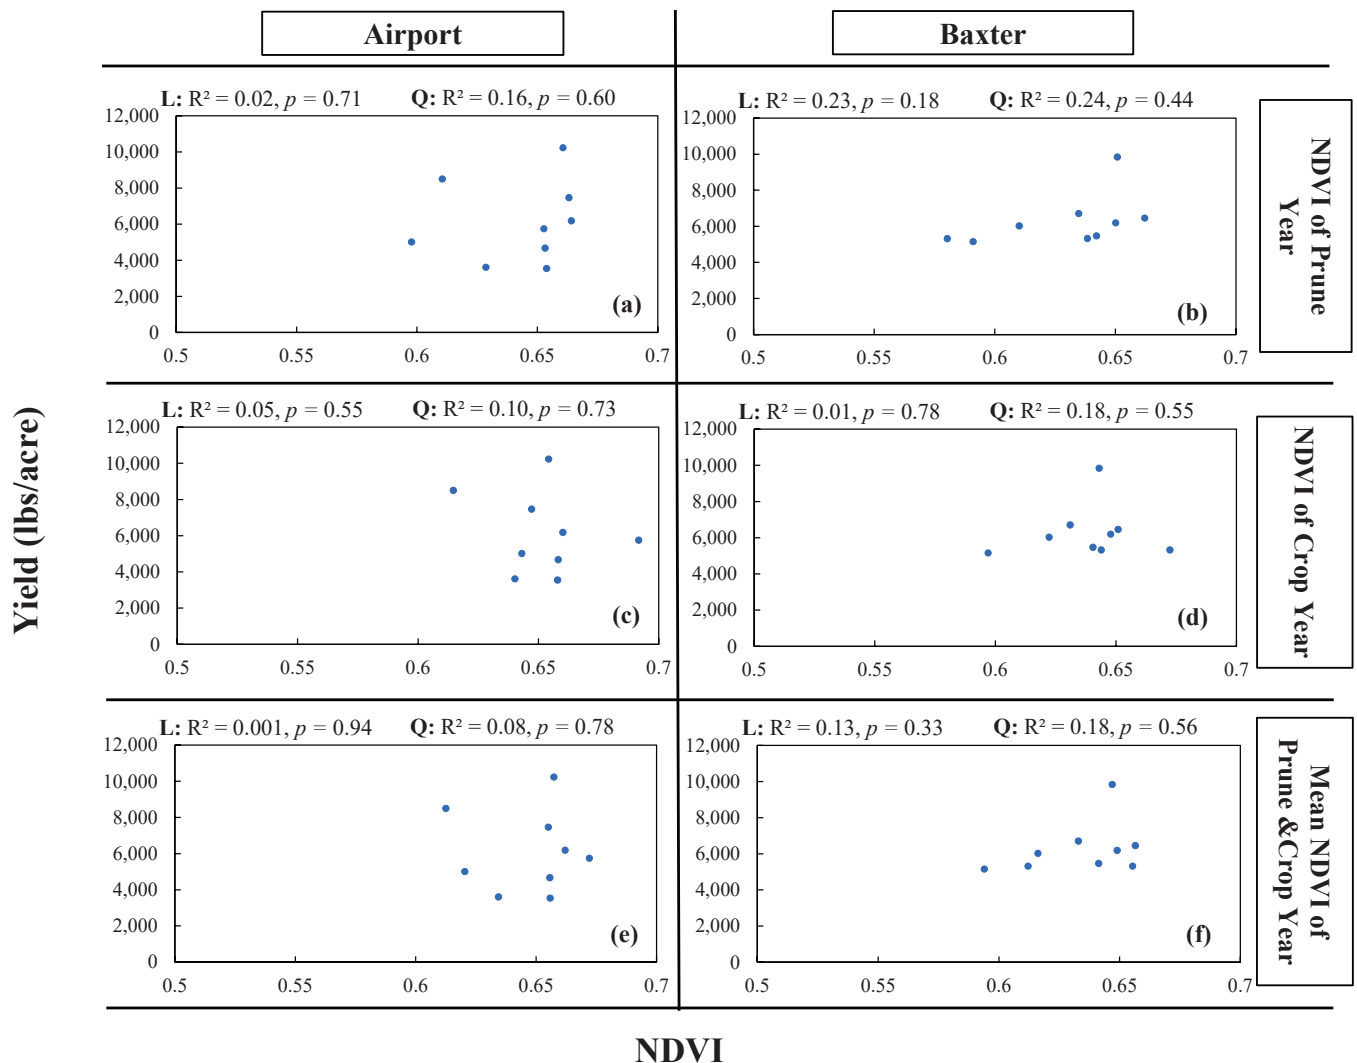 Airport
Baxter
L: R² = 0.02, p = 0.71 Q: R² = 0.16, p = 0.60
12,000
10,000
8,000
6,000
4,000
2,000
0
0.5 0.55 0.6 0.65 0.7
(a)
L: R² = 0.23, p = 0.18 Q: R² = 0.24, p = 0.44
12,000
10,000
8,000
6,000
4,000
2,000
0
0.5 0.55 0.6 0.65 0.7
(b)
NDVI of Prune
Year
L: R² = 0.05, p = 0.55 Q: R² = 0.10, p = 0.73
12,000
10,000
8,000
6,000
4,000
2,000
0
0.5 0.55 0.6 0.65 0.7
(c)
L: R² = 0.01, p = 0.78 Q: R² = 0.18, p = 0.55
12,000
10,000
8,000
6,000
4,000
2,000
0
0.5 0.55 0.6 0.65 0.7
(d)
NDVI of Crop Year
L: R² = 0.001, p = 0.94 Q: R² = 0.08, p = 0.78
12,000
10,000
8,000
6,000
4,000
2,000
0
0.5 0.55 0.6 0.65 0.7
(e)
L: R² = 0.13, p = 0.33 Q: R² = 0.18, p = 0.56
12,000
10,000
8,000
6,000
4,000
2,000
0
0.5 0.55 0.6 0.65 0.7
(f)
Mean NDVI of
Prune &Crop Year
Yield (lbs/acre)
NDVI